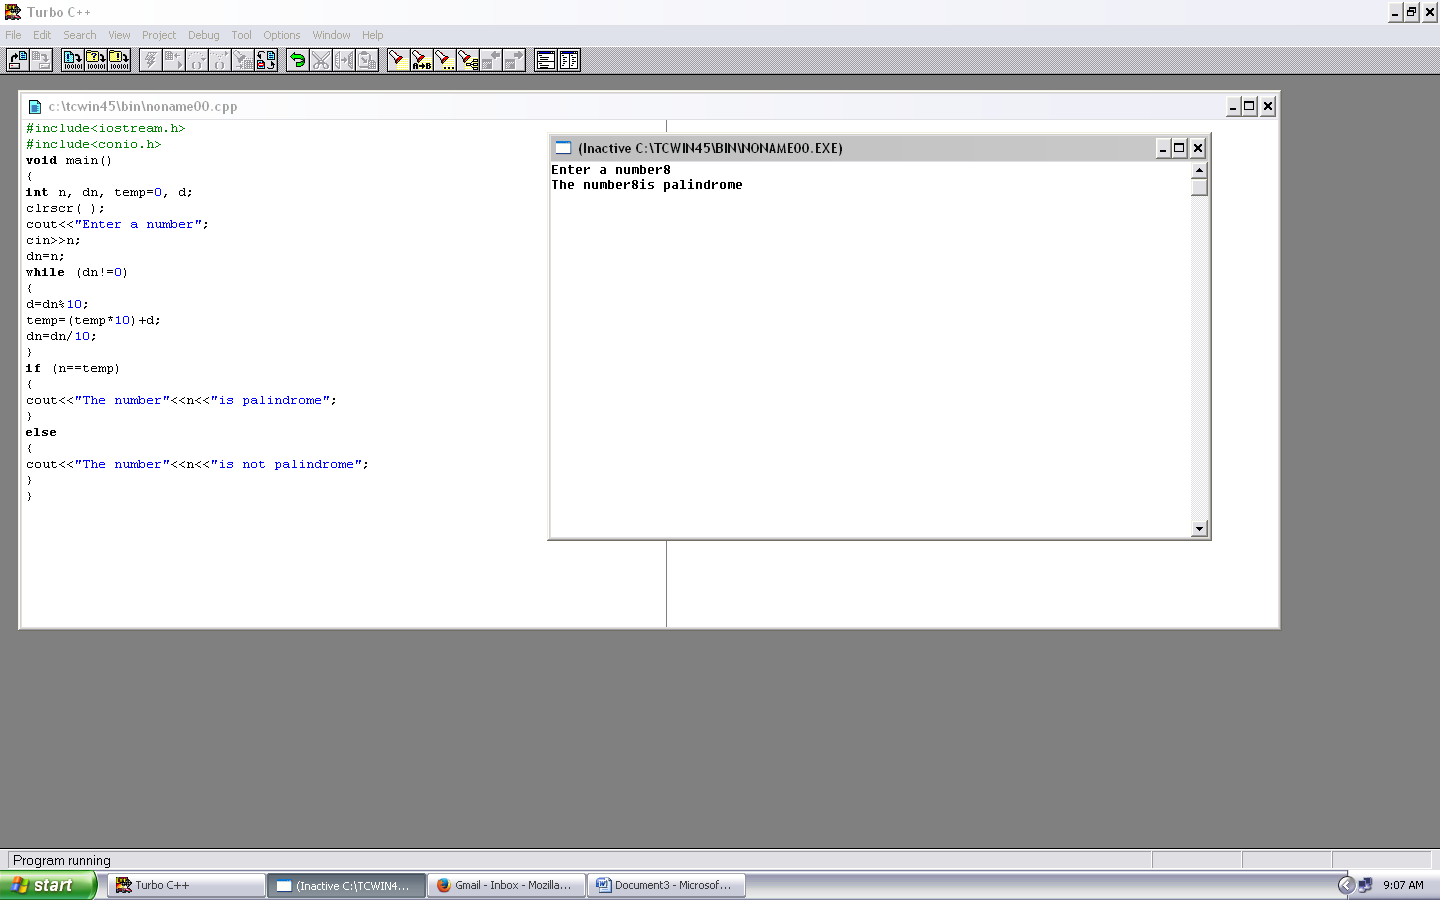 Turbo C++
File Edit Search View Project Debug Tool Options Window Help
c:\tcwin45\bin\noname00.cpp
#include<iostream.h>
#include<conio.h>
void main()
{
int n, dn, temp=0, d;
clrscr( );
cout<<"Enter a number";
cin>>n;
dn=n;
while (dn!=0)
{
d=dn%10;
temp=(temp*10)+d;
dn=dn/10;
}
if (n==temp)
{
cout<<"The number"<<n<<"is palindrome";
}
else
{
cout<<"The number"<<n<<"is not palindrome";
}
}
(Inactive C:\TCWIN45\BIN\NONAME00.EXE)
Enter a number8
The number8is palindrome
Program running
start Turbo C++ (Inactive C:\TCWIN4... Gmail - Inbox - Mozilla... Document3 - Microsof... 9:07 AM